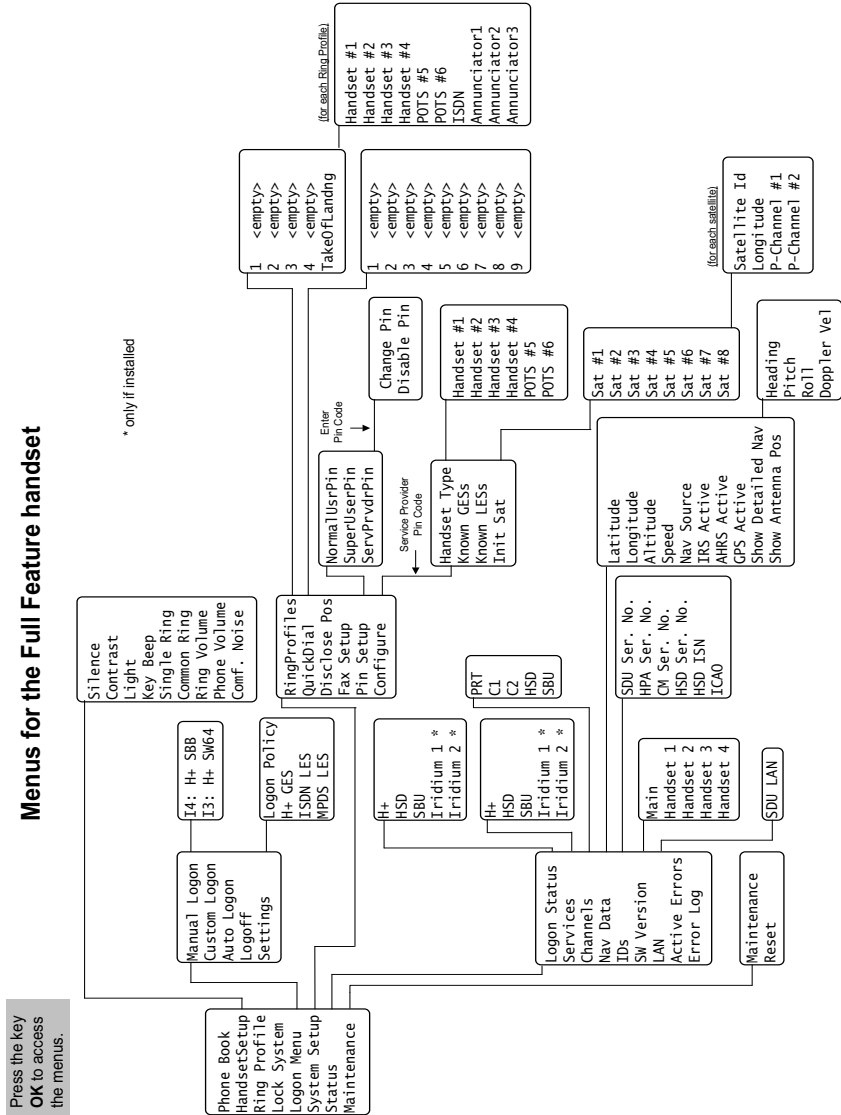 Press the key
OK to access
the menus.
Menus for the Full Feature handset
* only if installed
Phone Book
HandsetSetup
Ring Profile
Lock System
Logon Menu
System Setup
Status
Maintenance
Silence
Contrast
Light
Key Beep
Single Ring
Common Ring
Ring Volume
Phone Volume
Comf. Noise
Manual Logon
Custom Logon
Auto Logon
Logoff
Settings
I4: H+ SBB
I3: H+ SW64
Logon Policy
H+ GES
ISDN LES
MPDS LES
RingProfiles
QuickDial
Disclose Pos
Fax Setup
Pin Setup
Configure
1 <empty>
2 <empty>
3 <empty>
4 <empty>
TakeOfLandng
(for each Ring Profile)
Handset #1
Handset #2
Handset #3
Handset #4
POTS #5
POTS #6
ISDN
Annunciator1
Annunciator2
Annunciator3
1 <empty>
2 <empty>
3 <empty>
4 <empty>
5 <empty>
6 <empty>
7 <empty>
8 <empty>
9 <empty>
NormalUsrPin
SuperUserPin
ServPrvdrPin
Enter
Pin Code
Change Pin
Disable Pin
Service Provider
Pin Code
Handset Type
Known GESs
Known LESs
Init Sat
Handset #1
Handset #2
Handset #3
Handset #4
POTS #5
POTS #6
Sat #1
Sat #2
Sat #3
Sat #4
Sat #5
Sat #6
Sat #7
Sat #8
(for each satellite)
Satellite Id
Longitude
P-Channel #1
P-Channel #2
Logon Status
Services
Channels
Nav Data
IDs
SW Version
LAN
Active Errors
Error Log
H+
HSD
SBU
Iridium 1 *
Iridium 2 *
H+
HSD
SBU
Iridium 1 *
Iridium 2 *
PRT
C1
C2
HSD
SBU
Latitude
Longitude
Altitude
Speed
Nav Source
IRS Active
AHRS Active
GPS Active
Show Detailed Nav
Show Antenna Pos
Heading
Pitch
Roll
Doppler Vel
SDU Ser. No.
HPA Ser. No.
CM Ser. No.
HSD Ser. No.
HSD ISN
ICAO
Main
Handset 1
Handset 2
Handset 3
Handset 4
SDU LAN
Maintenance
Reset